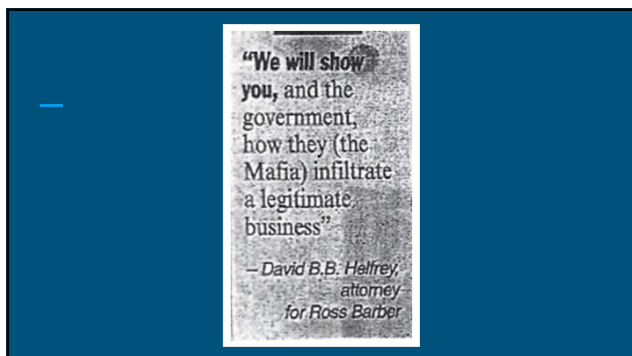 “We will show
you, and the
government,
how they (the
Mafia) infiltrate
a legitimate
business”
– David B.B. Helfrey,
attorney
for Ross Barber